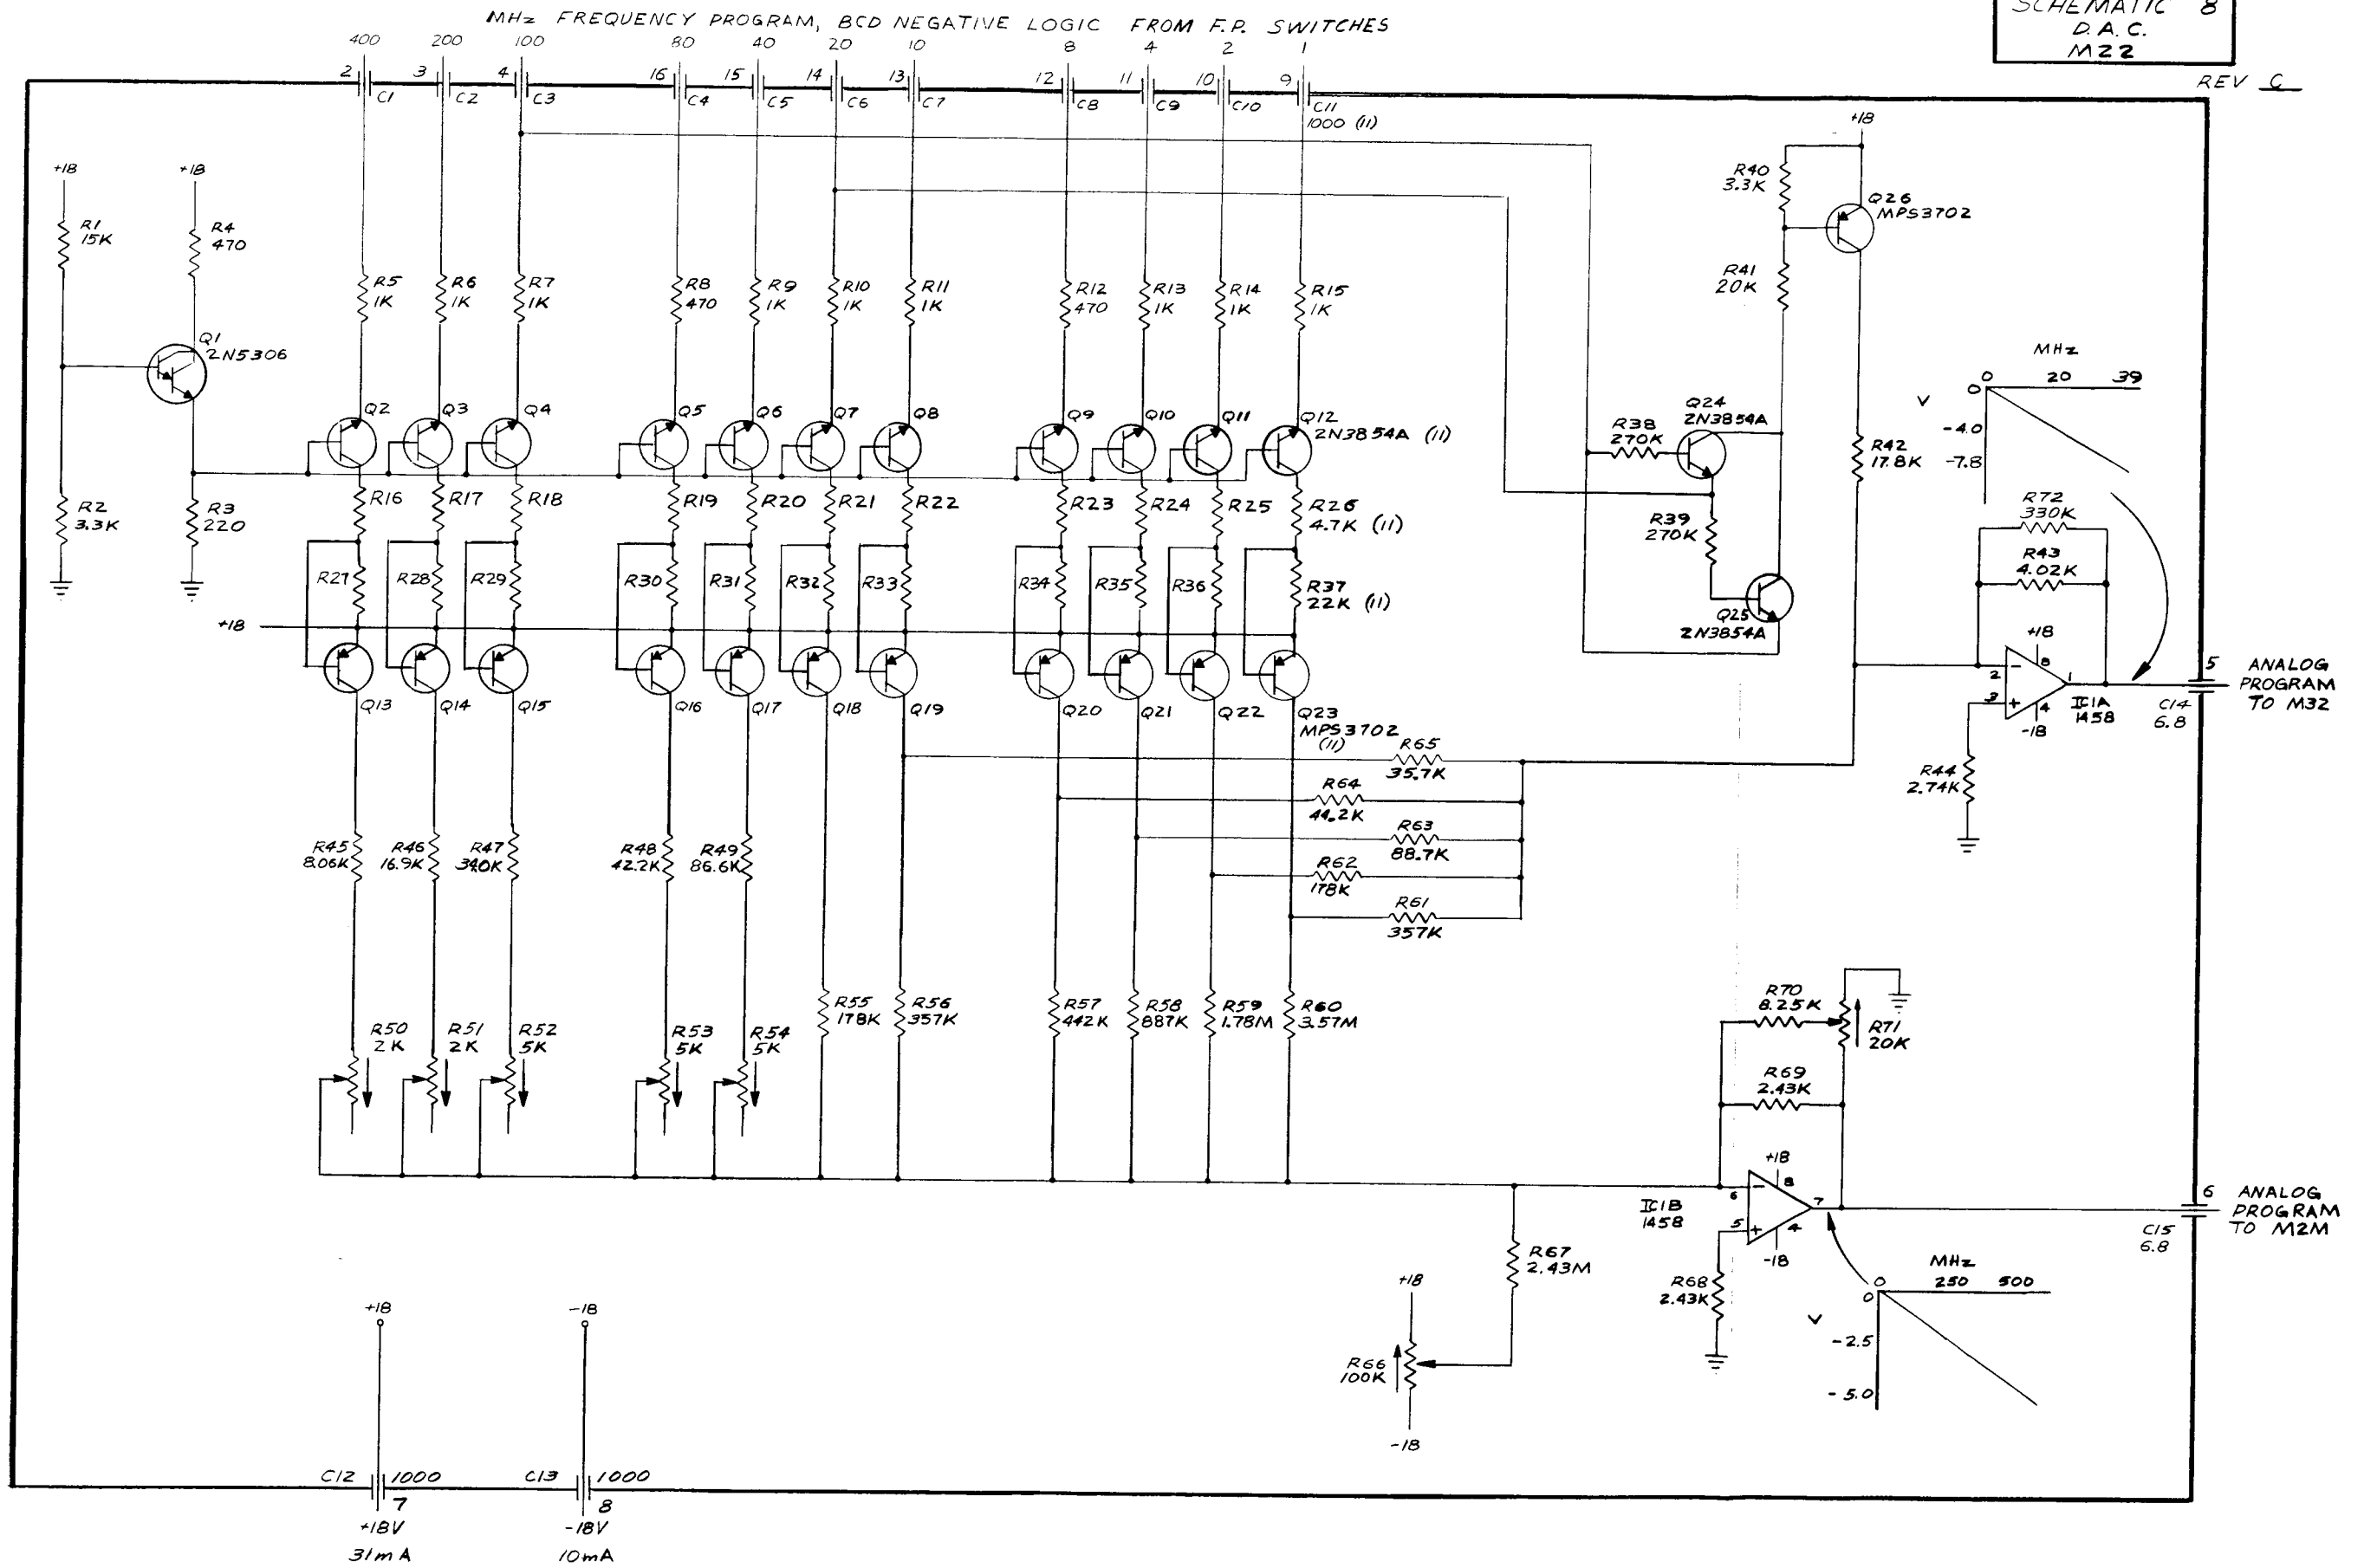 SCHEMATIC 8
D.A.C.
M22
REV C
MHz FREQUENCY PROGRAM, BCD NEGATIVE LOGIC FROM F.P. SWITCHES
400 200 100 80 40 20 10 8 4 2 1
2 3 4 16 15 14 13 12 11 10 9
C1 C2 C3 C4 C5 C6 C7 C8 C9 C10 C11
1000 (11)
+18
+18
+18
R1
15K
R4
470
R40
3.3K
Q26
MPS3702
R41
20K
R5
1K
R6
1K
R7
1K
R8
470
R9
1K
R10
1K
R11
1K
R12
470
R13
1K
R14
1K
R15
1K
Q1
2N5306
Q2 Q3 Q4 Q5 Q6 Q7 Q8 Q9 Q10 Q11 Q12
2N3854A (11)
Q24
2N3854A
R38
270K
R39
270K
Q25
2N3854A
R42
17.8K
MHz
0 20 39
0
V
-4.0
-7.8
R2
3.3K
R3
220
R16 R17 R18 R19 R20 R21 R22 R23 R24 R25 R26
4.7K (11)
R27 R28 R29 R30 R31 R32 R33 R34 R35 R36 R37
22K (11)
R72
330K
R43
4.02K
+18
+18
2
8
1
3
4
IC1A
1458
-18
5 ANALOG
PROGRAM
TO M32
C14
6.8
R44
2.74K
Q13 Q14 Q15 Q16 Q17 Q18 Q19 Q20 Q21 Q22 Q23
MPS3702
(11)
R65
35.7K
R64
44.2K
R63
88.7K
R62
178K
R61
357K
R45
8.06K
R46
16.9K
R47
34.0K
R48
42.2K
R49
86.6K
R50
2K
R51
2K
R52
5K
R53
5K
R54
5K
R55
178K
R56
357K
R57
442K
R58
887K
R59
1.78M
R60
3.57M
R70
8.25K
R71
20K
R69
2.43K
+18
6
8
7
5
4
-18
IC1B
1458
6 ANALOG
PROGRAM
TO M2M
C15
6.8
R67
2.43M
R68
2.43K
+18
R66
100K
-18
MHz
0 250 500
0
V
-2.5
-5.0
+18
-18
C12 1000
7
+18V
31mA
C13 1000
8
-18V
10mA